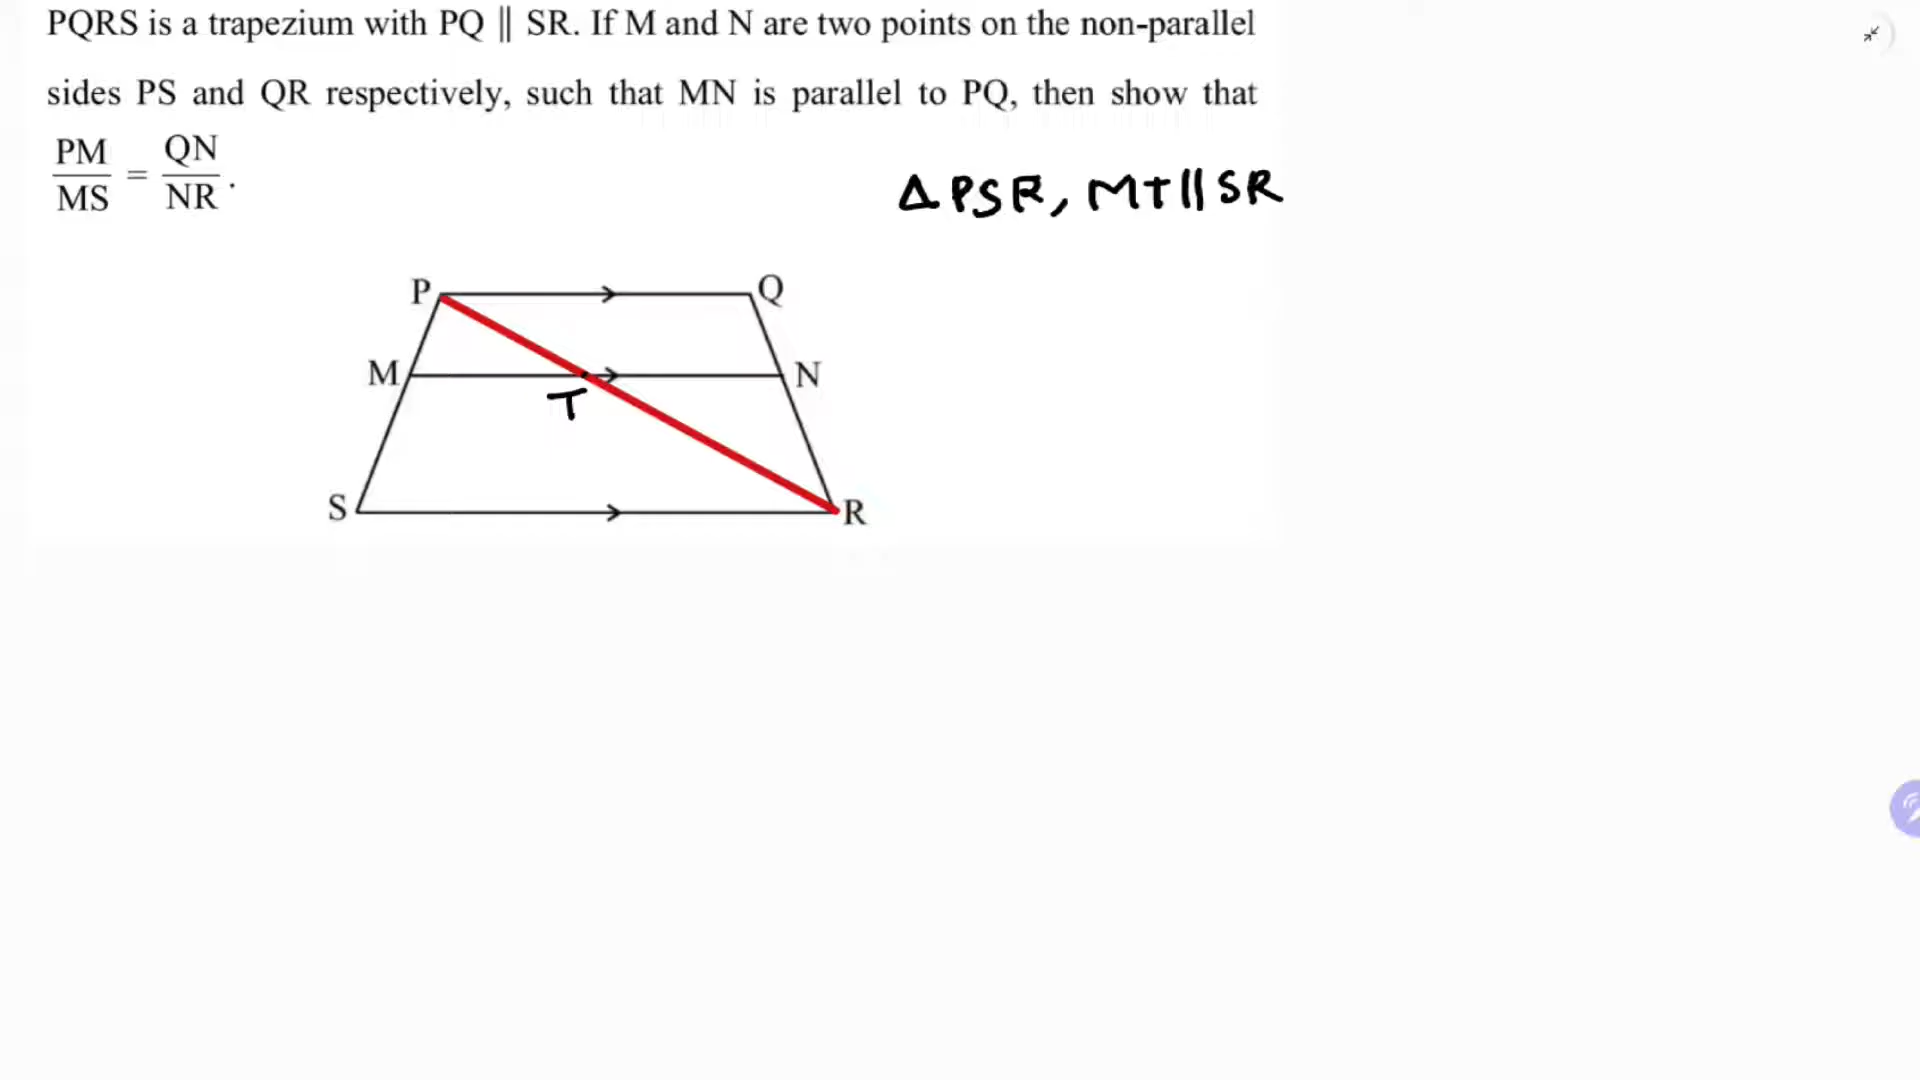 PQRS is a trapezium with PQ || SR. If M and N are two points on the non-parallel
sides PS and QR respectively, such that MN is parallel to PQ, then show that
PM/MS = QN/NR.
Δ PSR, MT || SR
P Q
M N
T
S R